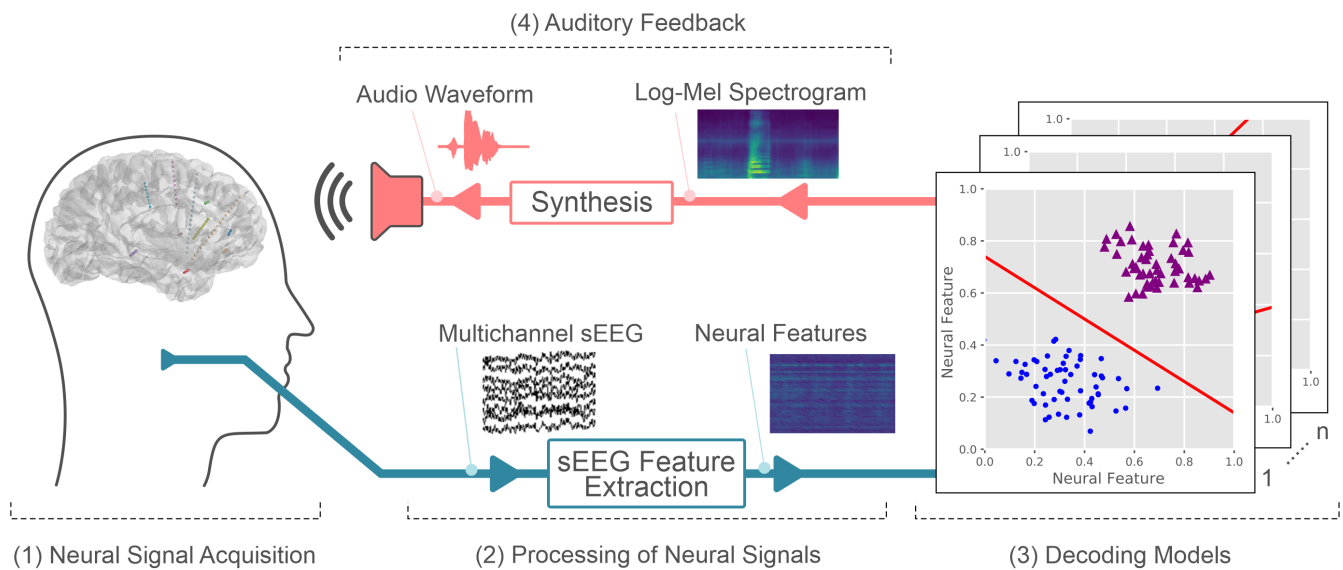 (4) Auditory Feedback
Audio Waveform
Log-Mel Spectrogram
Synthesis
Multichannel sEEG
Neural Features
sEEG Feature
Extraction
1.0
1.0
1.0
0.8
0.6
0.4
0.2
0.0
Neural Feature
0.0
0.2
0.4
0.6
0.8
1.0
Neural Feature
1.0
1.0
1
n
(1) Neural Signal Acquisition
(2) Processing of Neural Signals
(3) Decoding Models